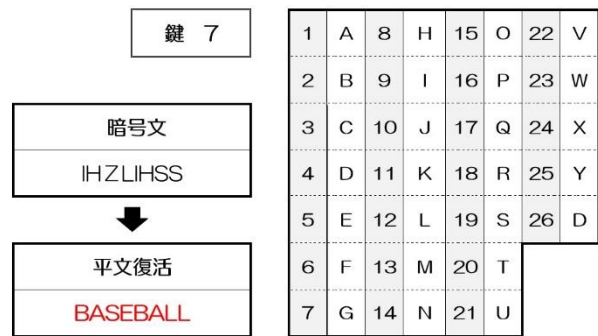 鍵 7
暗号文
IHZLIHSS
平文復活
BASEBALL
1 A 8 H 15 O 22 V
2 B 9 I 16 P 23 W
3 C 10 J 17 Q 24 X
4 D 11 K 18 R 25 Y
5 E 12 L 19 S 26 D
6 F 13 M 20 T
7 G 14 N 21 U